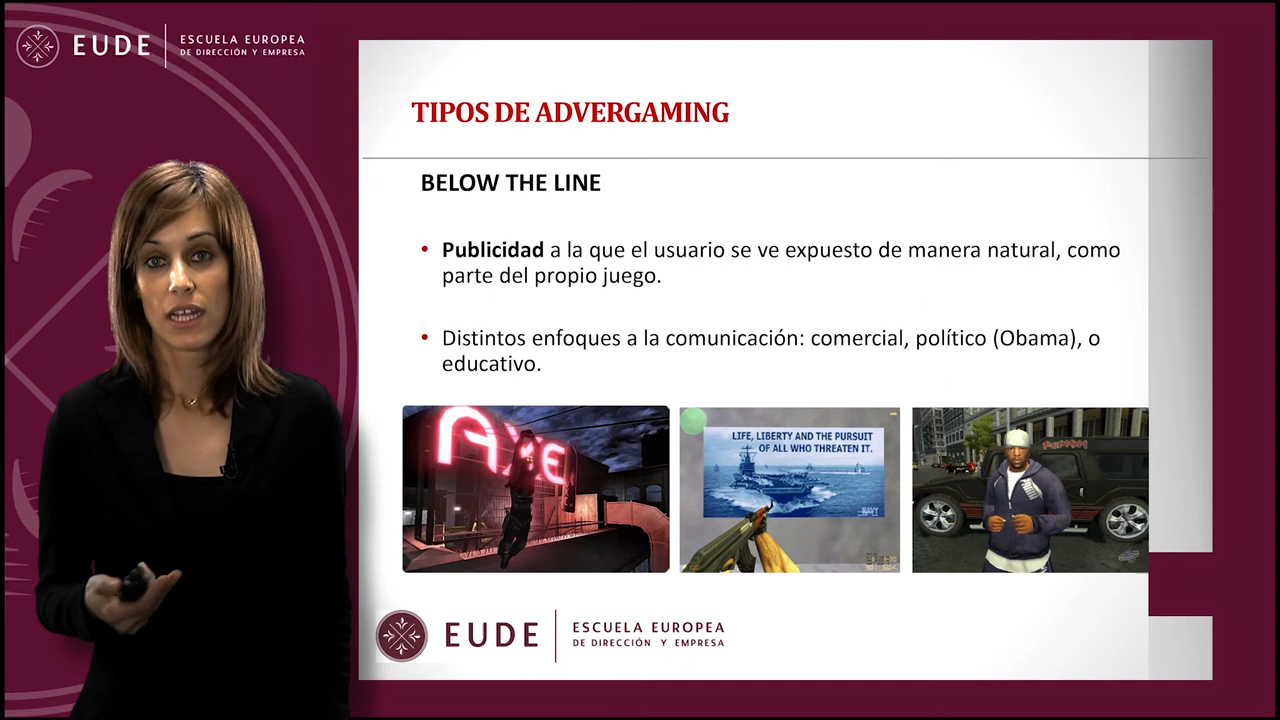 EUDE
ESCUELA EUROPEA
DE DIRECCIÓN Y EMPRESA
TIPOS DE ADVERGAMING
BELOW THE LINE
• Publicidad a la que el usuario se ve expuesto de manera natural, como
parte del propio juego.
• Distintos enfoques a la comunicación: comercial, político (Obama), o
educativo.
AXE
LIFE, LIBERTY AND THE PURSUIT
OF ALL WHO THREATEN IT.
NAVY
EUDE
ESCUELA EUROPEA
DE DIRECCIÓN Y EMPRESA